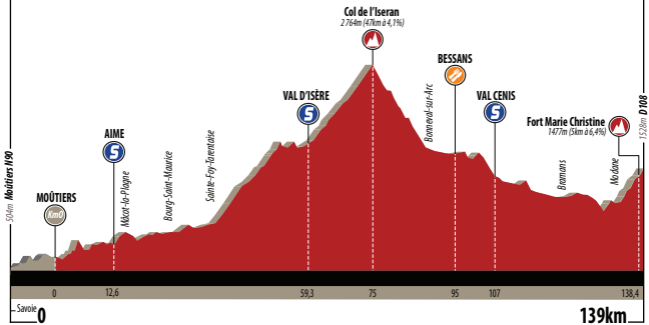 Col de l'Iseran
2 764m (47km à 4,1%)
BESSANS
VAL D'ISÈRE
S
VAL CENIS
S
Fort Marie Christine
1477m (5km à 6,4%)
AIME
S
MOÛTIERS
Km0
504m Moûtiers N90
Mâcot-la-Plagne
Bourg-Saint-Maurice
Sainte-Foy-Tarentaise
Bonneval-sur-Arc
Bramans
Modane
1528m D108
0
12,6
59,3
75
95
107
138,4
Savoie
0
139km